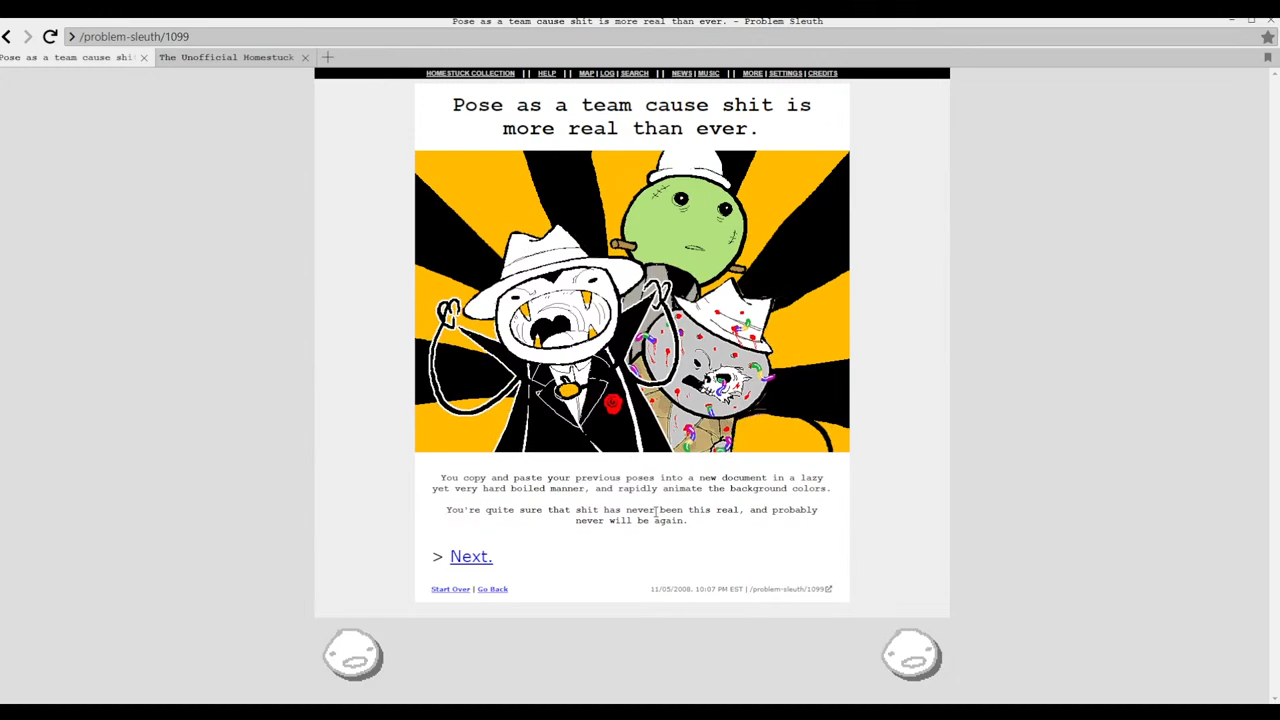 Pose as a team cause shit is more real than ever. - Problem Sleuth
/problem-sleuth/1099
Pose as a team cause shi
The Unofficial Homestuck
HOMESTUCK COLLECTION || HELP || MAP | LOG | SEARCH || NEWS | MUSIC || MORE | SETTINGS | CREDITS
Pose as a team cause shit is
more real than ever.
You copy and paste your previous poses into a new document in a lazy
yet very hard boiled manner, and rapidly animate the background colors.
You're quite sure that shit has never been this real, and probably
never will be again.
> Next.
Start Over | Go Back
11/05/2008, 10:07 PM EST | /problem-sleuth/1099